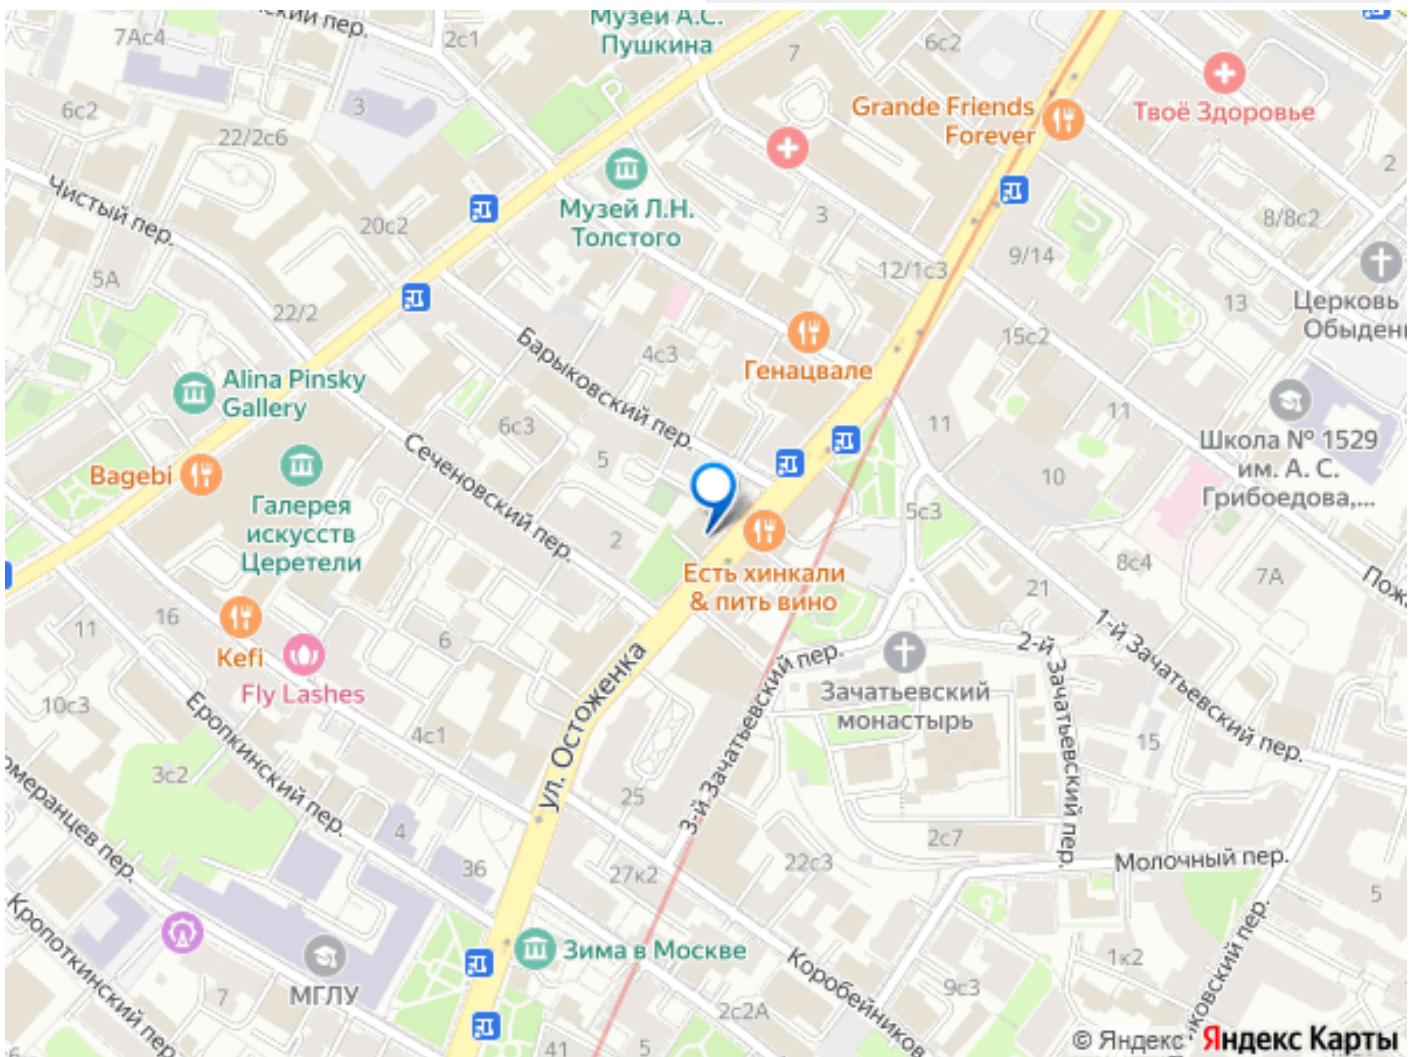 7Ас4
2с1
Музей А.С.
Пушкина
7
6с2
Grande Friends
Forever
Твоё Здоровье
6с2
3
22/2с6
2
Чистый пер.
20с2
Музей Л.Н.
Толстого
3
8/8с2
12/1с3
9/14
5А
22/2
13
Церковь
Обыден
Барыковский пер.
4с3
Генацвале
15с2
Alina Pinsky
Gallery
6с3
11
11
Школа № 1529
им. А. С.
Грибоедова,...
Bagebi
Сеченовский пер.
5
10
Галерея
искусств
Церетели
2
5с3
Есть хинкали
& пить вино
8с4
7А
21
16
11
6
Kefi
Fly Lashes
1-й Зачатьевский пер.
2-й Зачатьевский пер.
3-й Зачатьевский пер.
Зачатьевский
монастырь
10с3
Еропкинский пер.
4с1
ул. Остоженка
15
3с2
25
4
2с7
22с3
Молочный пер.
36
27к2
5
Кропоткинский пер.
Зима в Москве
МГЛУ
Коробейников
1к2
9с3
7
2с2А
41
5
© Яндекс Яндекс Карты